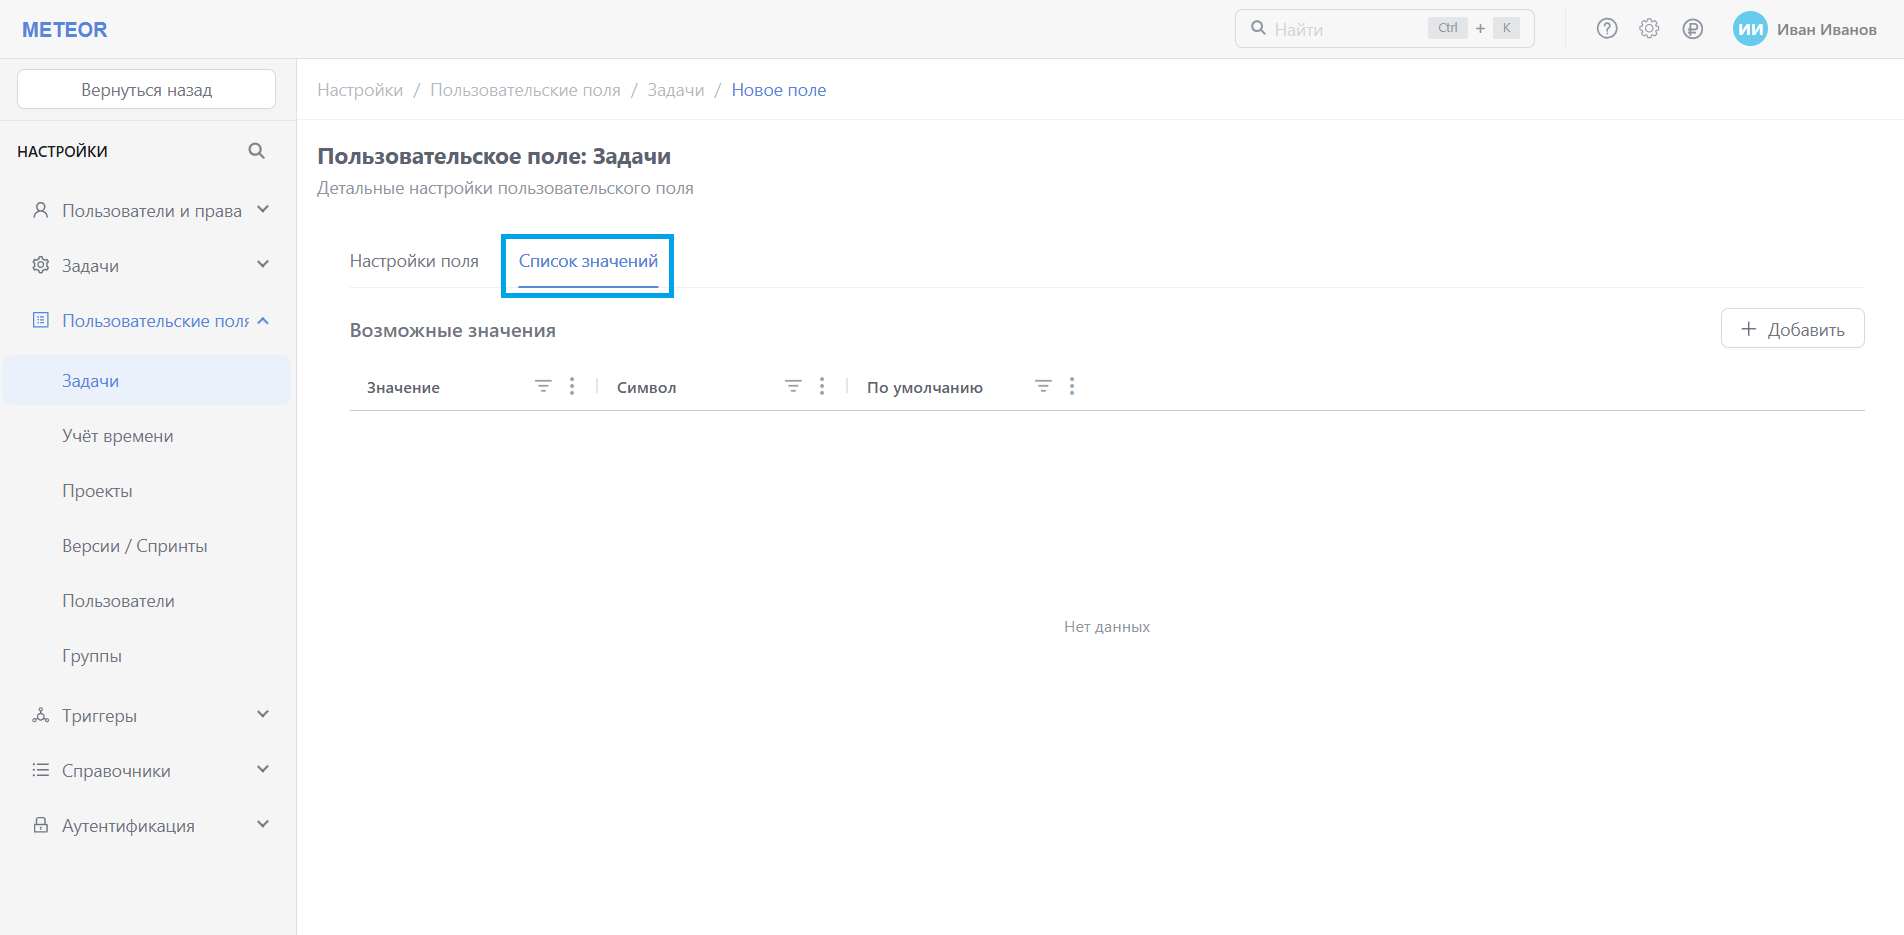 METEOR
Найти Ctrl + K
ИИ Иван Иванов
Вернуться назад
Настройки / Пользовательские поля / Задачи / Новое поле
НАСТРОЙКИ
Пользователи и права
Задачи
Пользовательские поля
Задачи
Учёт времени
Проекты
Версии / Спринты
Пользователи
Группы
Триггеры
Справочники
Аутентификация
Пользовательское поле: Задачи
Детальные настройки пользовательского поля
Настройки поля Список значений
Возможные значения
Добавить
Значение Символ По умолчанию
Нет данных